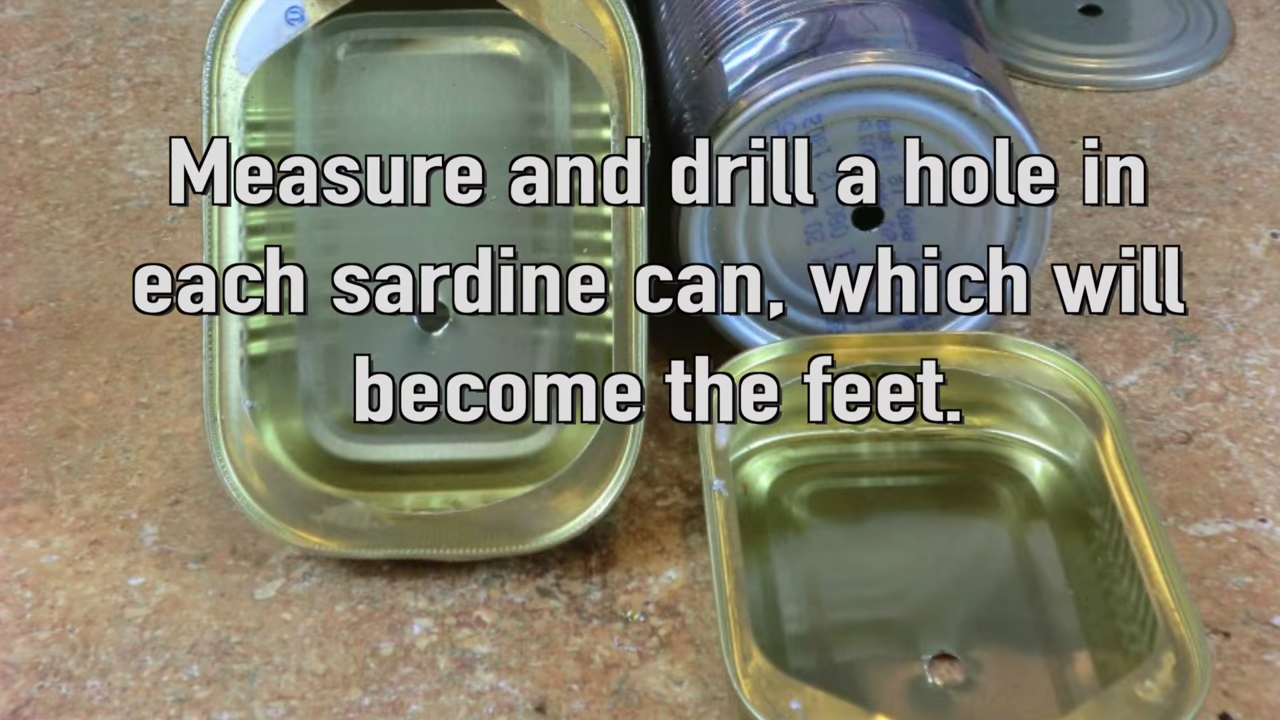 Measure and drill a hole in
each sardine can, which will
become the feet.